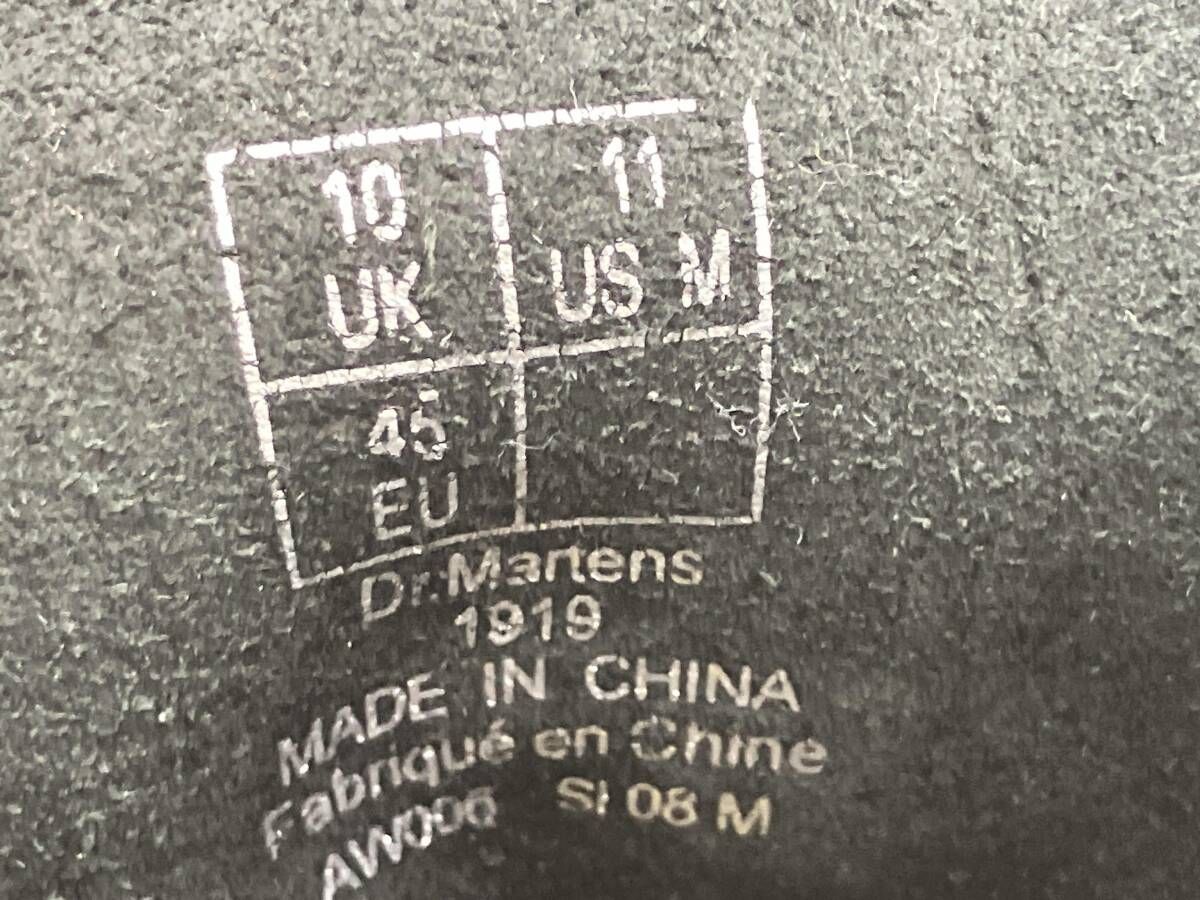 10 11
UK US M
45
EU
Dr. Martens
1919
MADE IN CHINA
Fabriqué en Chine
AW006 SI 08 M